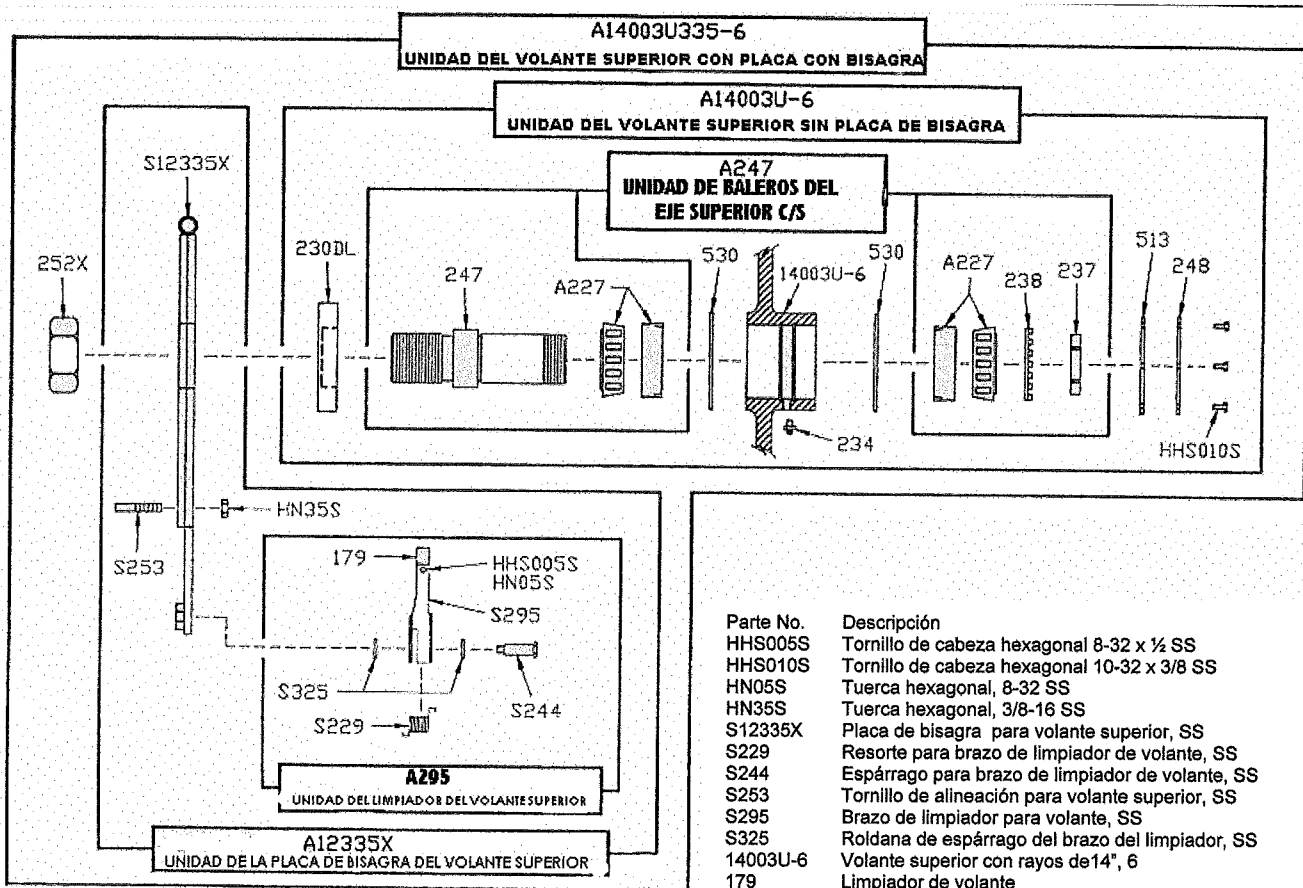 A14003U335-6
UNIDAD DEL VOLANTE SUPERIOR CON PLACA CON BISAGRA
A14003U-6
UNIDAD DEL VOLANTE SUPERIOR SIN PLACA DE BISAGRA
A247
UNIDAD DE BALEROS DEL
EJE SUPERIOR C/S
S12335X
252X
230DL
247
A227
530
14003U-6
530
A227
238
237
513
248
234
HHS010S
HN35S
S253
179
HHS005S
HN05S
S295
S325
S244
S229
A295
UNIDAD DEL LIMPIADOR DEL VOLANTE SUPERIOR
A12335X
UNIDAD DE LA PLACA DE BISAGRA DEL VOLANTE SUPERIOR
Parte No. Descripción
HHS005S Tornillo de cabeza hexagonal 8-32 x ½ SS
HHS010S Tornillo de cabeza hexagonal 10-32 x 3/8 SS
HN05S Tuerca hexagonal, 8-32 SS
HN35S Tuerca hexagonal, 3/8-16 SS
S12335X Placa de bisagra para volante superior, SS
S229 Resorte para brazo de limpiador de volante, SS
S244 Espárrago para brazo de limpiador de volante, SS
S253 Tornillo de alineación para volante superior, SS
S295 Brazo de limpiador para volante, SS
S325 Roldana de espárrago del brazo del limpiador, SS
14003U-6 Volante superior con rayos de14", 6
179 Limpiador de volante